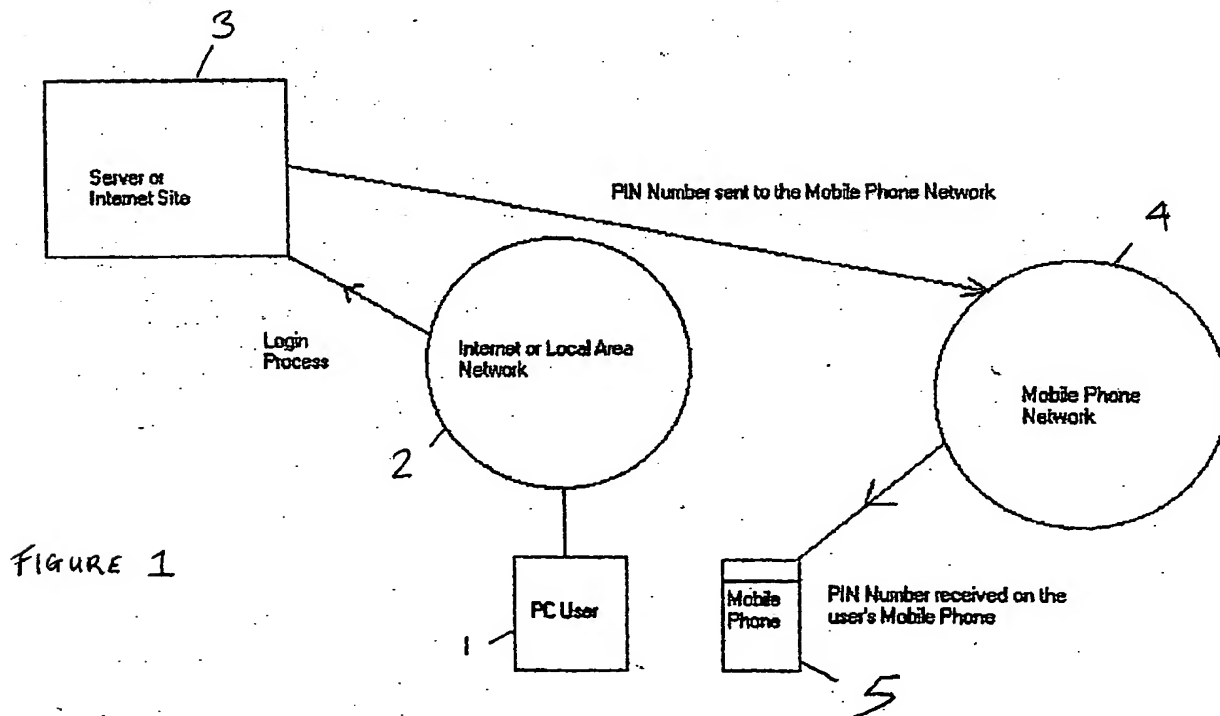 3
Server or
Internet Site
PIN Number sent to the Mobile Phone Network
4
Login
Process
Internet or Local Area
Network
Mobile Phone
Network
2
FIGURE 1
PC User
1
Mobile
Phone
PIN Number received on the
user's Mobile Phone
5